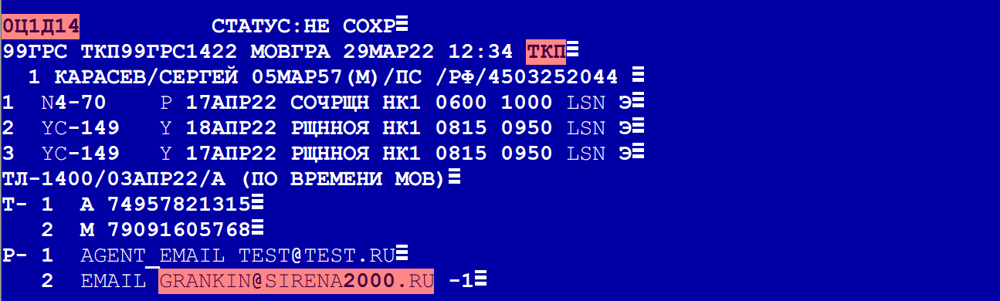 0Ц1Д14 СТАТУС:НЕ СОХР
99ГРС ТКП99ГРС1422 МОВГРА 29МАР22 12:34 ТКП
1 КАРАСЕВ/СЕРГЕЙ 05МАР57(М)/ПС /РФ/4503252044
1 N4-70 P 17АПР22 СОЧРЩН НК1 0600 1000 LSN Э
2 YC-149 Y 18АПР22 РЩННОЯ НК1 0815 0950 LSN Э
3 YC-149 Y 17АПР22 РЩННОЯ НК1 0815 0950 LSN Э
ТЛ-1400/03АПР22/А (ПО ВРЕМЕНИ МОВ)
Т- 1 А 74957821315
2 М 79091605768
Р- 1 AGENT_EMAIL TEST@TEST.RU
2 EMAIL GRANKIN@SIRENA2000.RU -1